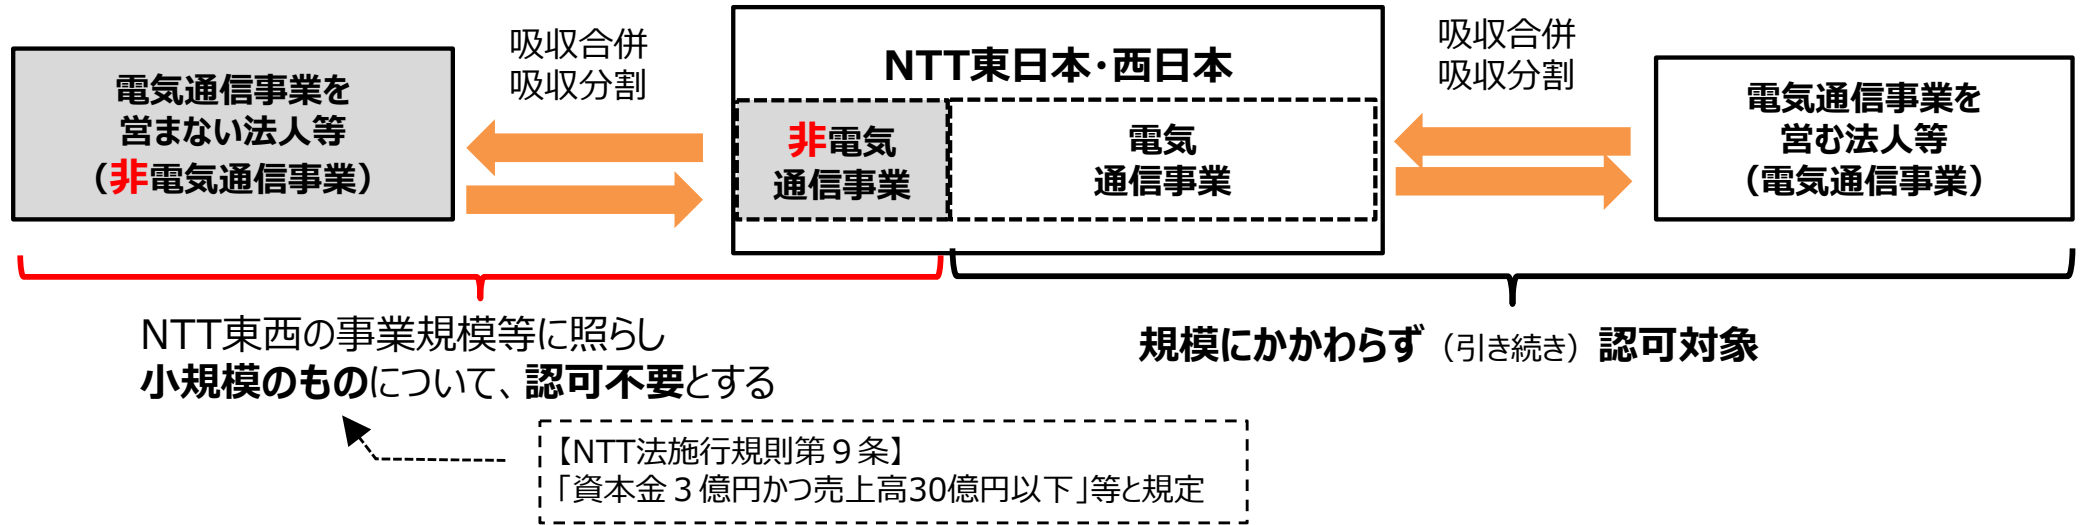 電気通信事業を
営まない法人等
（非電気通信事業）
吸収合併
吸収分割
NTT東日本・西日本
非電気
通信事業
電気
通信事業
吸収合併
吸収分割
電気通信事業を
営む法人等
（電気通信事業）
NTT東西の事業規模等に照らし
小規模のものについて、認可不要とする
規模にかかわらず（引き続き）認可対象
【NTT法施行規則第９条】
「資本金３億円かつ売上高30億円以下」等と規定